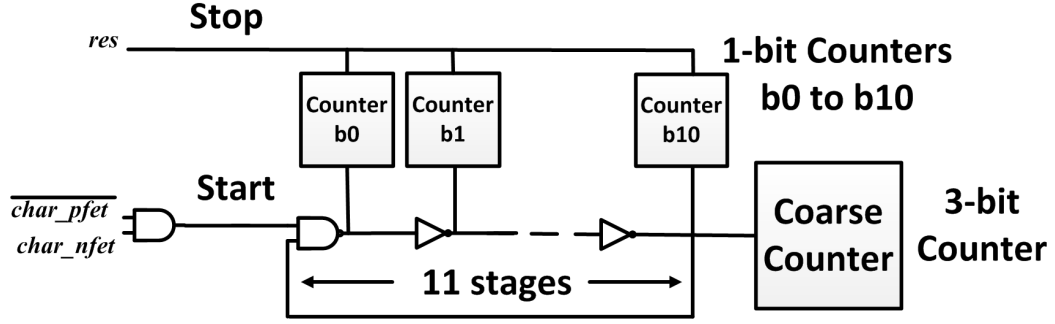 Stop
res
1-bit Counters
b0 to b10
Counter
b0
Counter
b1
Counter
b10
Start
char_pfet
char_nfet
Coarse
Counter
3-bit
Counter
11 stages